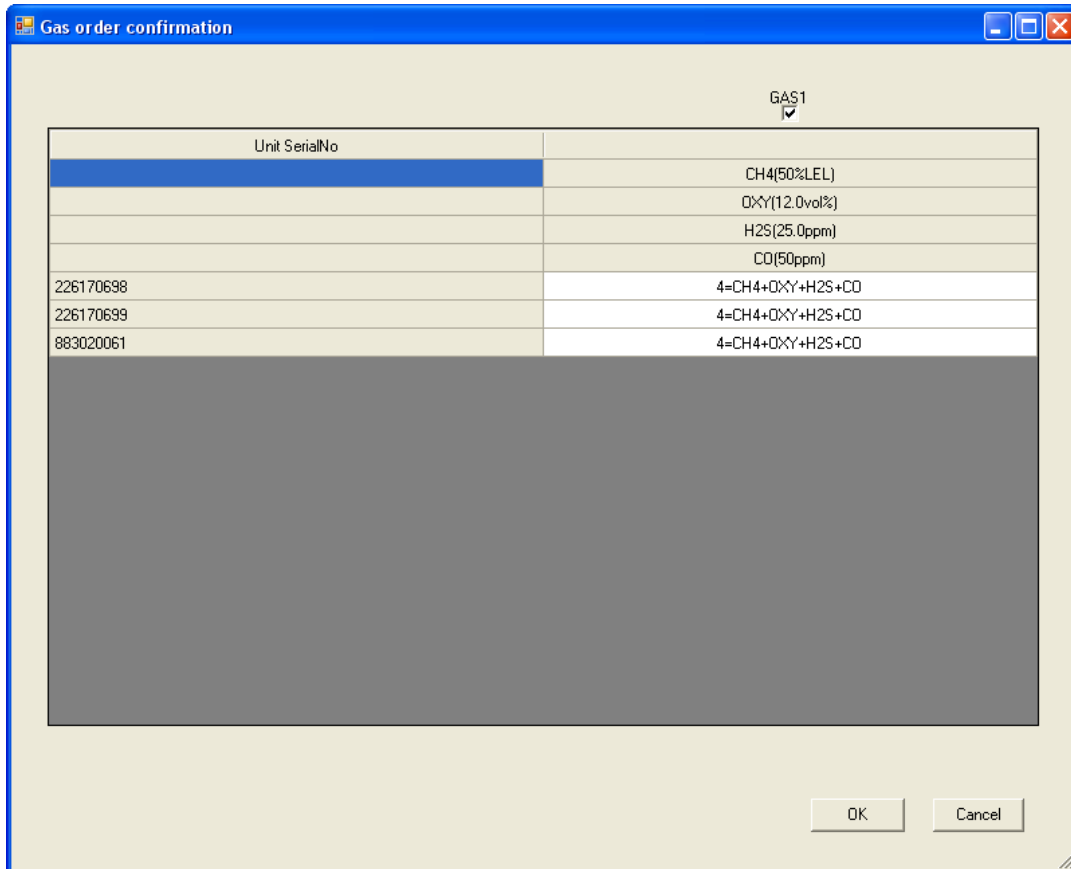 Gas order confirmation
GAS1
Unit SerialNo
CH4(50%LEL)
OXY(12.0vol%)
H2S(25.0ppm)
CO(50ppm)
226170698 4=CH4+OXY+H2S+CO
226170699 4=CH4+OXY+H2S+CO
883020061 4=CH4+OXY+H2S+CO
OK Cancel